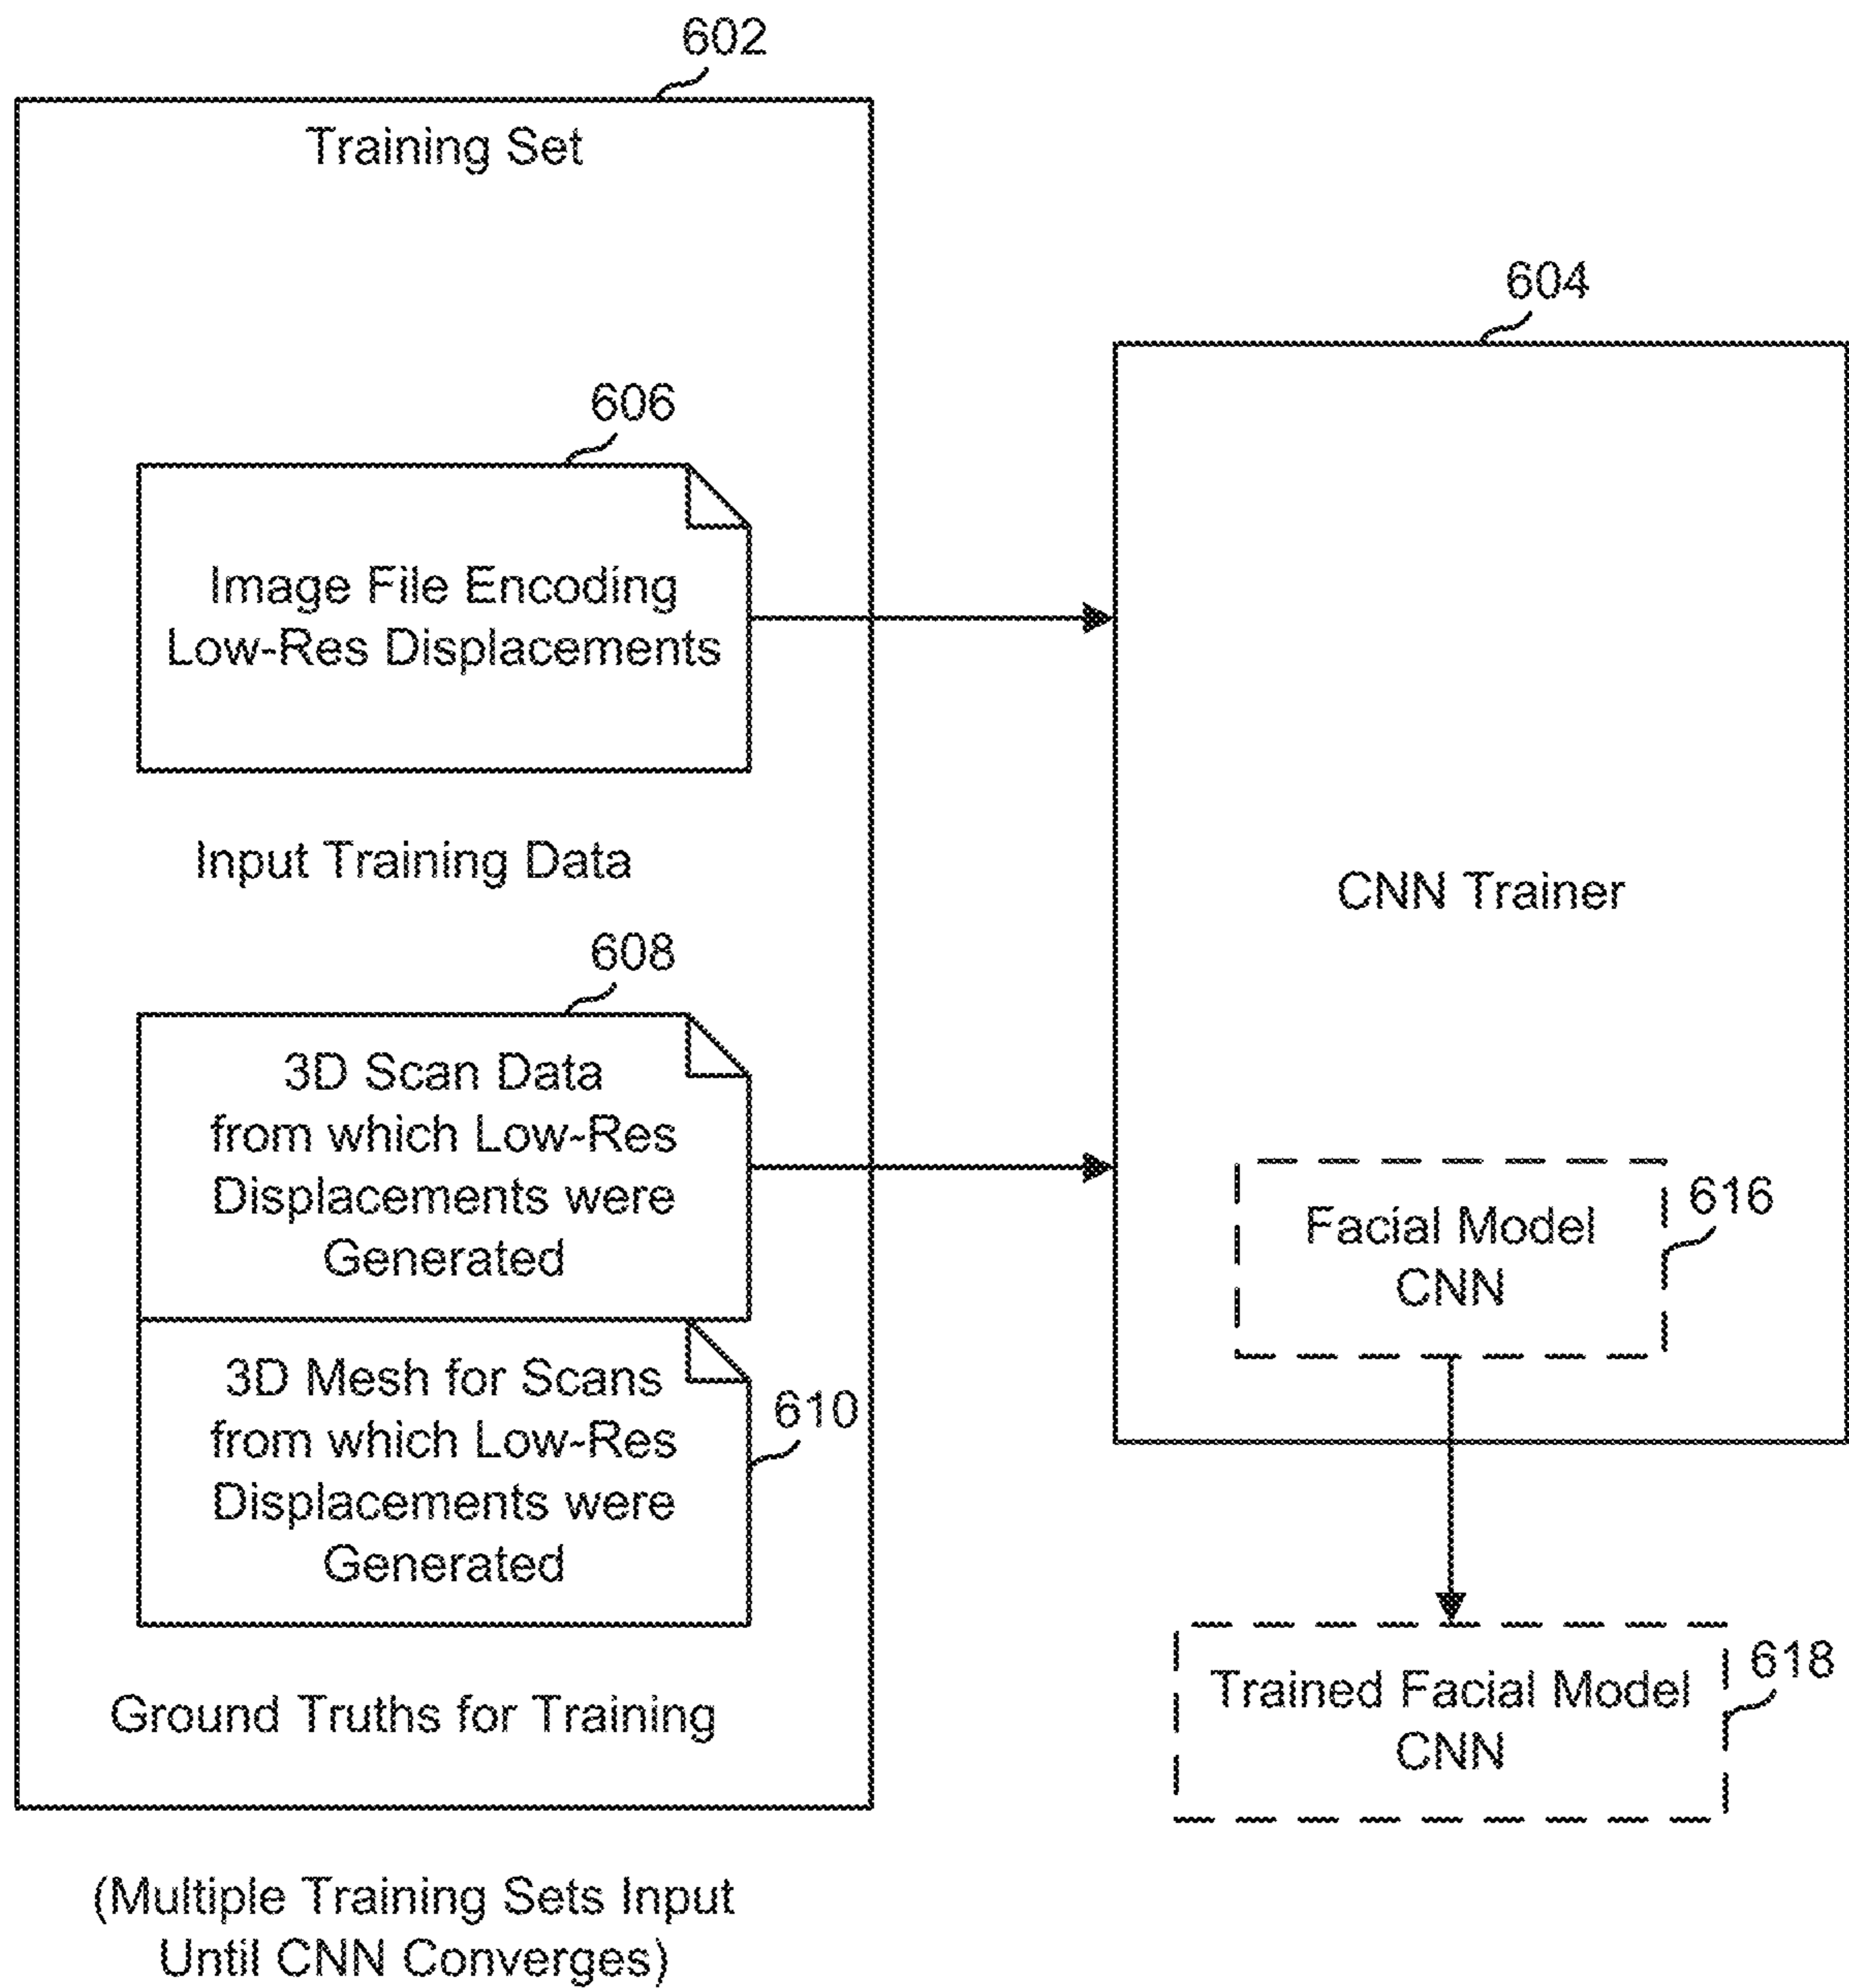 602
Training Set
606
Image File Encoding
Low-Res Displacements
Input Training Data
608
3D Scan Data
from which Low-Res
Displacements were
Generated
3D Mesh for Scans
from which Low-Res
Displacements were
Generated
610
Ground Truths for Training
(Multiple Training Sets Input
Until CNN Converges)
604
CNN Trainer
Facial Model
CNN
616
Trained Facial Model
CNN
618